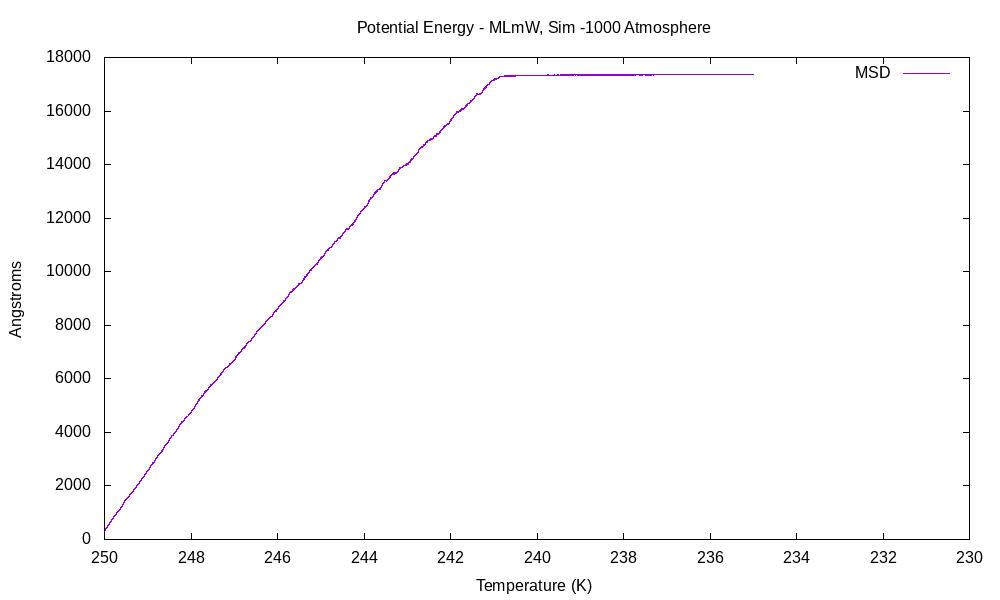 Potential Energy - MLmW, Sim -1000 Atmosphere
18000
MSD
16000
14000
12000
10000
8000
6000
4000
2000
0
Angstroms
250 248 246 244 242 240 238 236 234 232 230
Temperature (K)